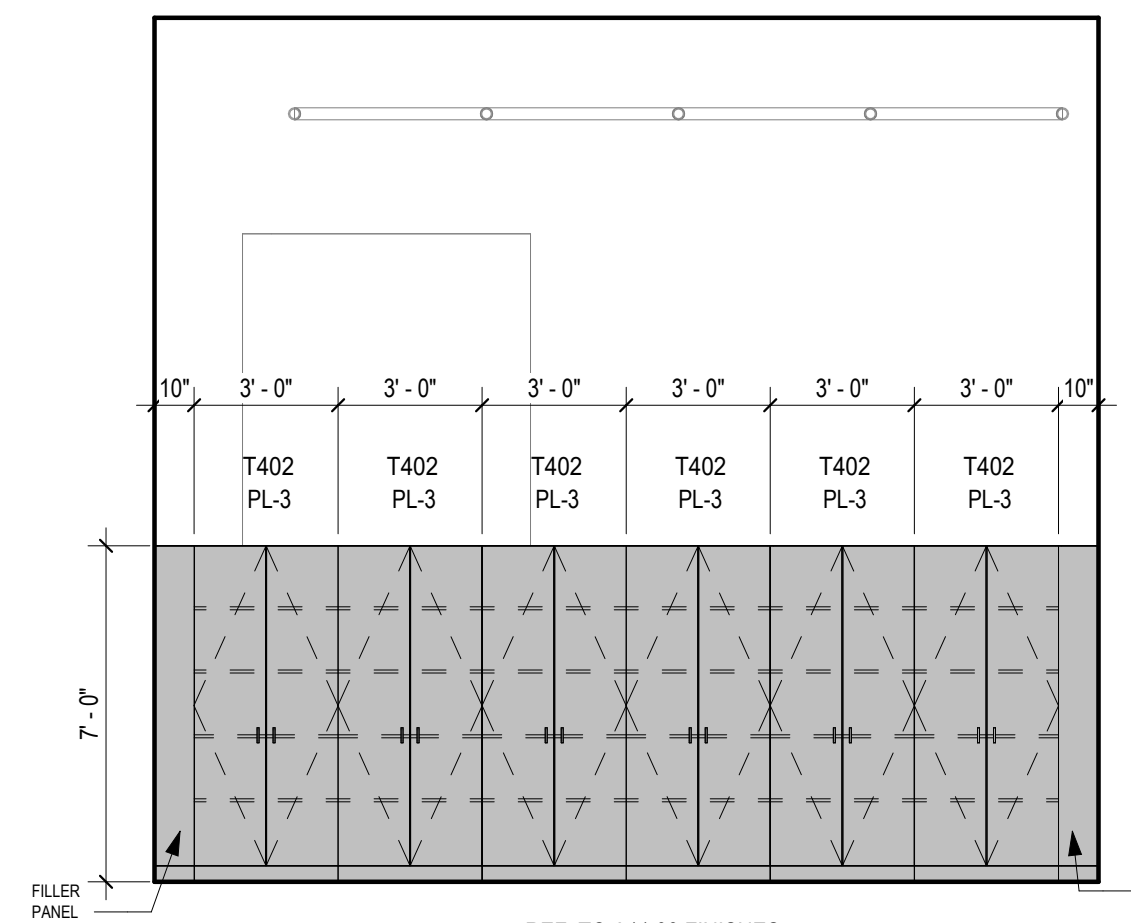 10" 3' - 0" 3' - 0" 3' - 0" 3' - 0" 3' - 0" 3' - 0" 10"
T402 T402 T402 T402 T402 T402
PL-3 PL-3 PL-3 PL-3 PL-3 PL-3
7' - 0"
FILLER
PANEL